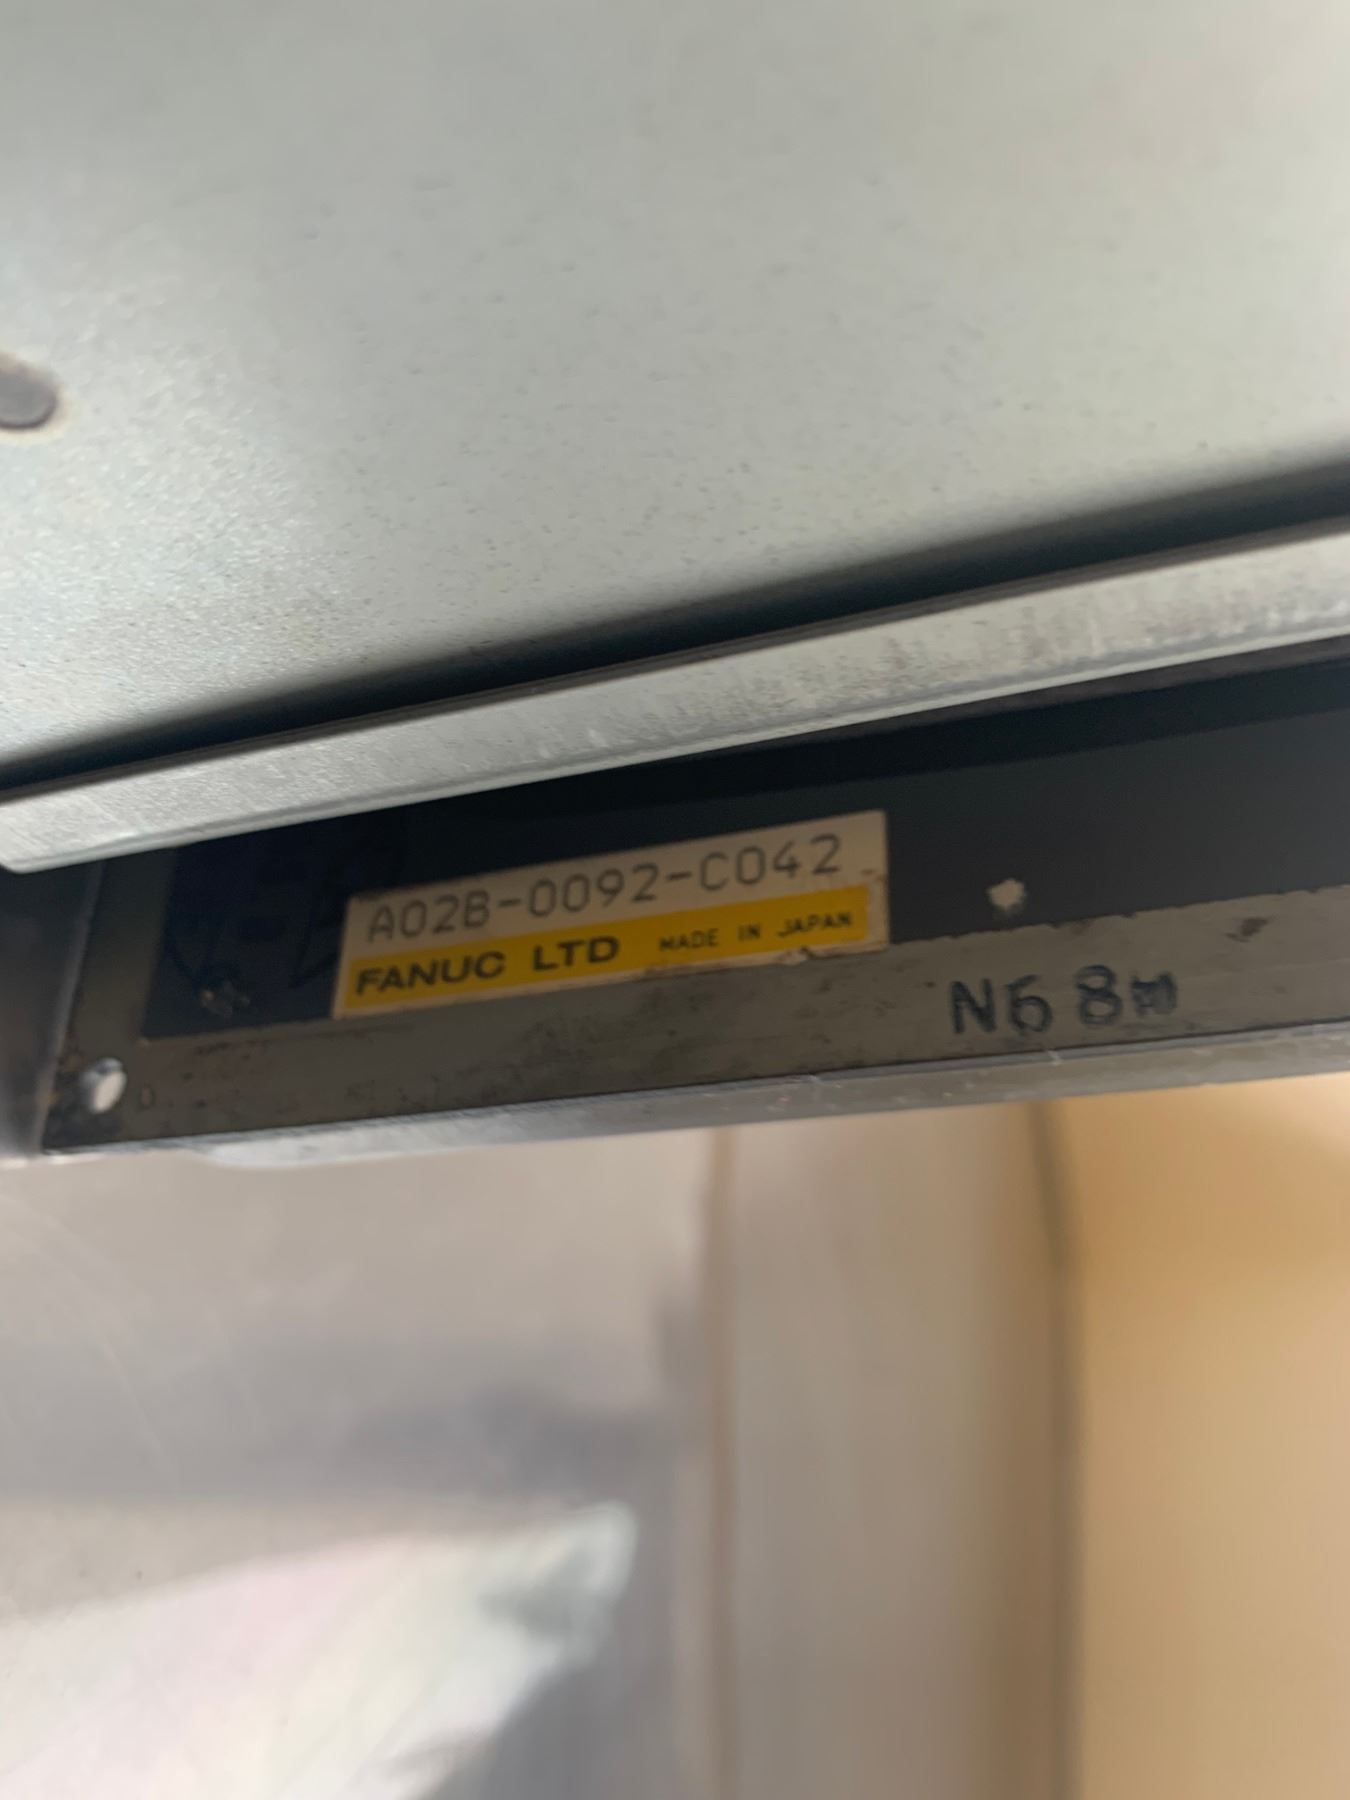 A02B-0092-C042
FANUC LTD MADE IN JAPAN
N68